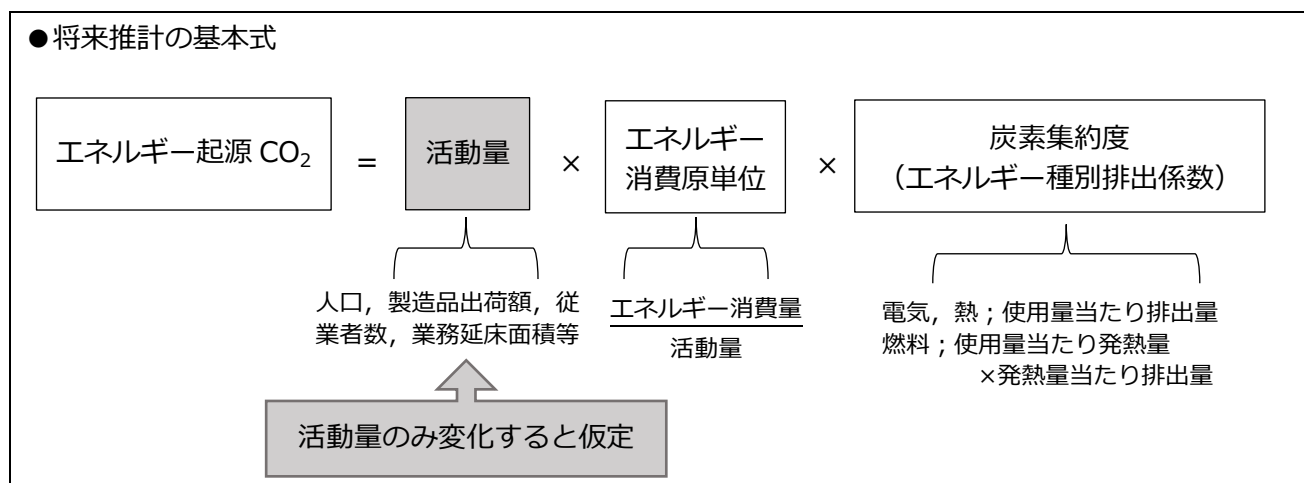 ●将来推計の基本式
エネルギー起源 CO₂ = 活動量 × エネルギー消費原単位 × 炭素集約度（エネルギー種別排出係数）
人口，製造品出荷額，従
業者数，業務延床面積等
エネルギー消費量
活動量
電気，熱；使用量当たり排出量
燃料；使用量当たり発熱量
×発熱量当たり排出量
活動量のみ変化すると仮定